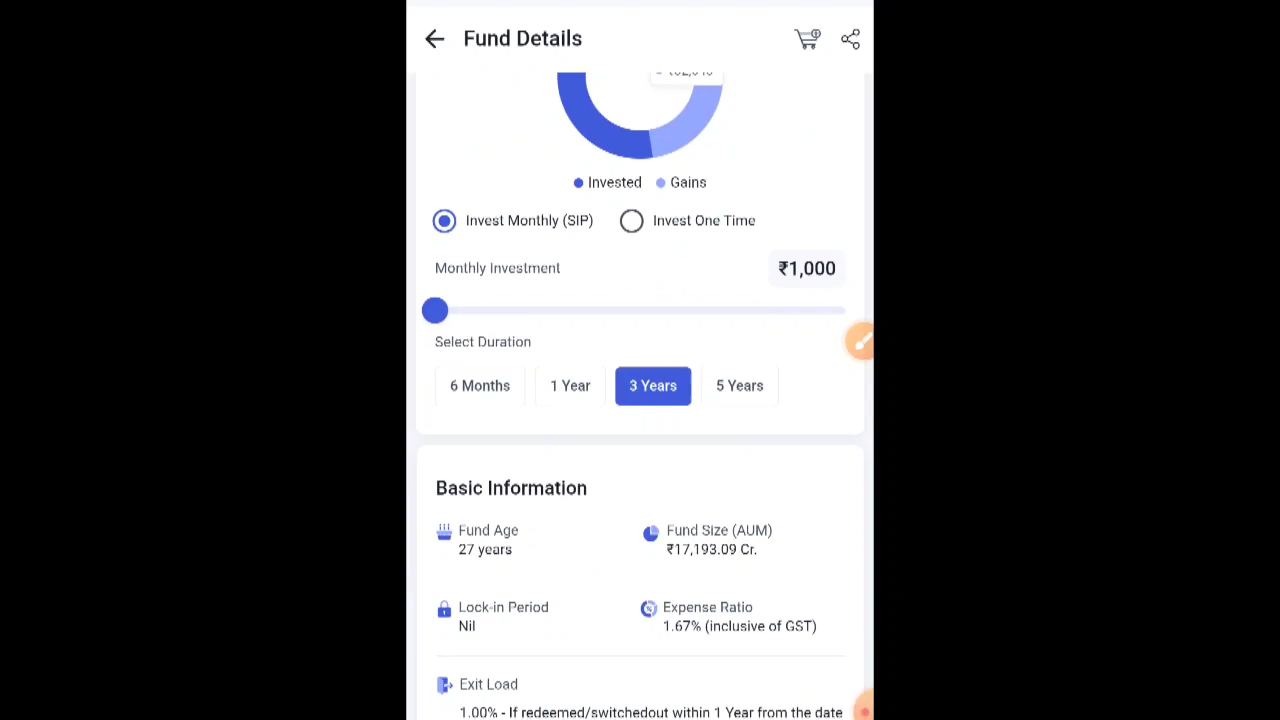 Fund Details
Invested Gains
Invest Monthly (SIP) Invest One Time
Monthly Investment ₹1,000
Select Duration
6 Months 1 Year 3 Years 5 Years
Basic Information
Fund Age Fund Size (AUM)
27 years ₹17,193.09 Cr.
Lock-in Period Expense Ratio
Nil 1.67% (inclusive of GST)
Exit Load
1.00% - If redeemed/switchedout within 1 Year from the date